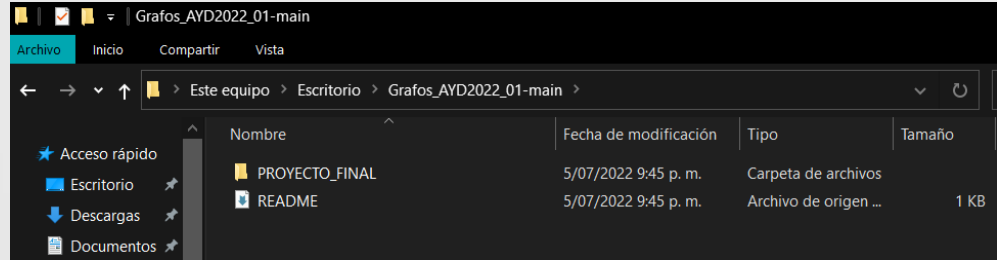 Grafos_AYD2022_01-main
Archivo Inicio Compartir Vista
Este equipo > Escritorio > Grafos_AYD2022_01-main >
Nombre Fecha de modificación Tipo Tamaño
Acceso rápido
PROYECTO_FINAL 5/07/2022 9:45 p. m. Carpeta de archivos
Escritorio
README 5/07/2022 9:45 p. m. Archivo de origen ... 1 KB
Descargas
Documentos